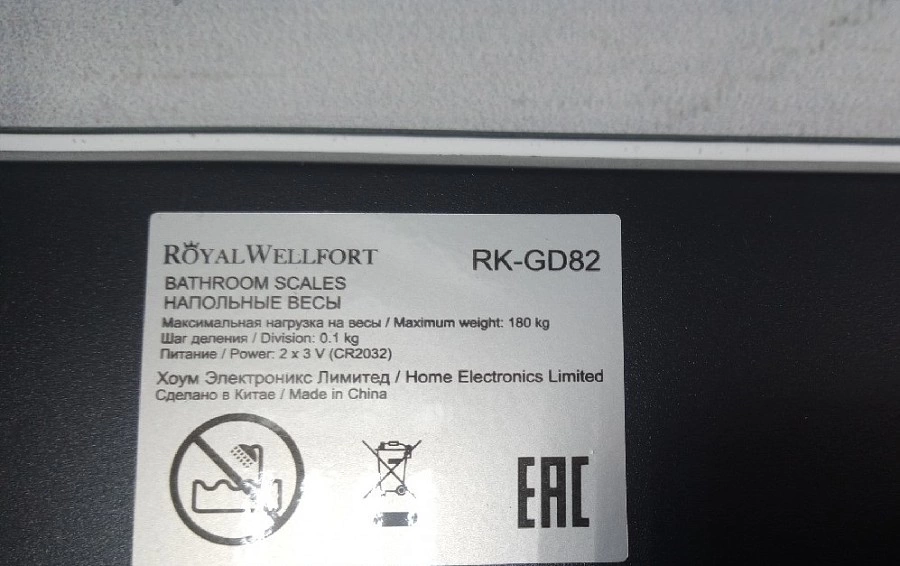 ROYALWELLFORT
RK-GD82
BATHROOM SCALES
НАПОЛЬНЫЕ ВЕСЫ
Максимальная нагрузка на весы / Maximum weight: 180 kg
Шаг деления / Division: 0.1 kg
Питание / Power: 2 x 3 V (CR2032)
Хоум Электроникс Лимитед / Home Electronics Limited
Сделано в Китае / Made in China
EAC